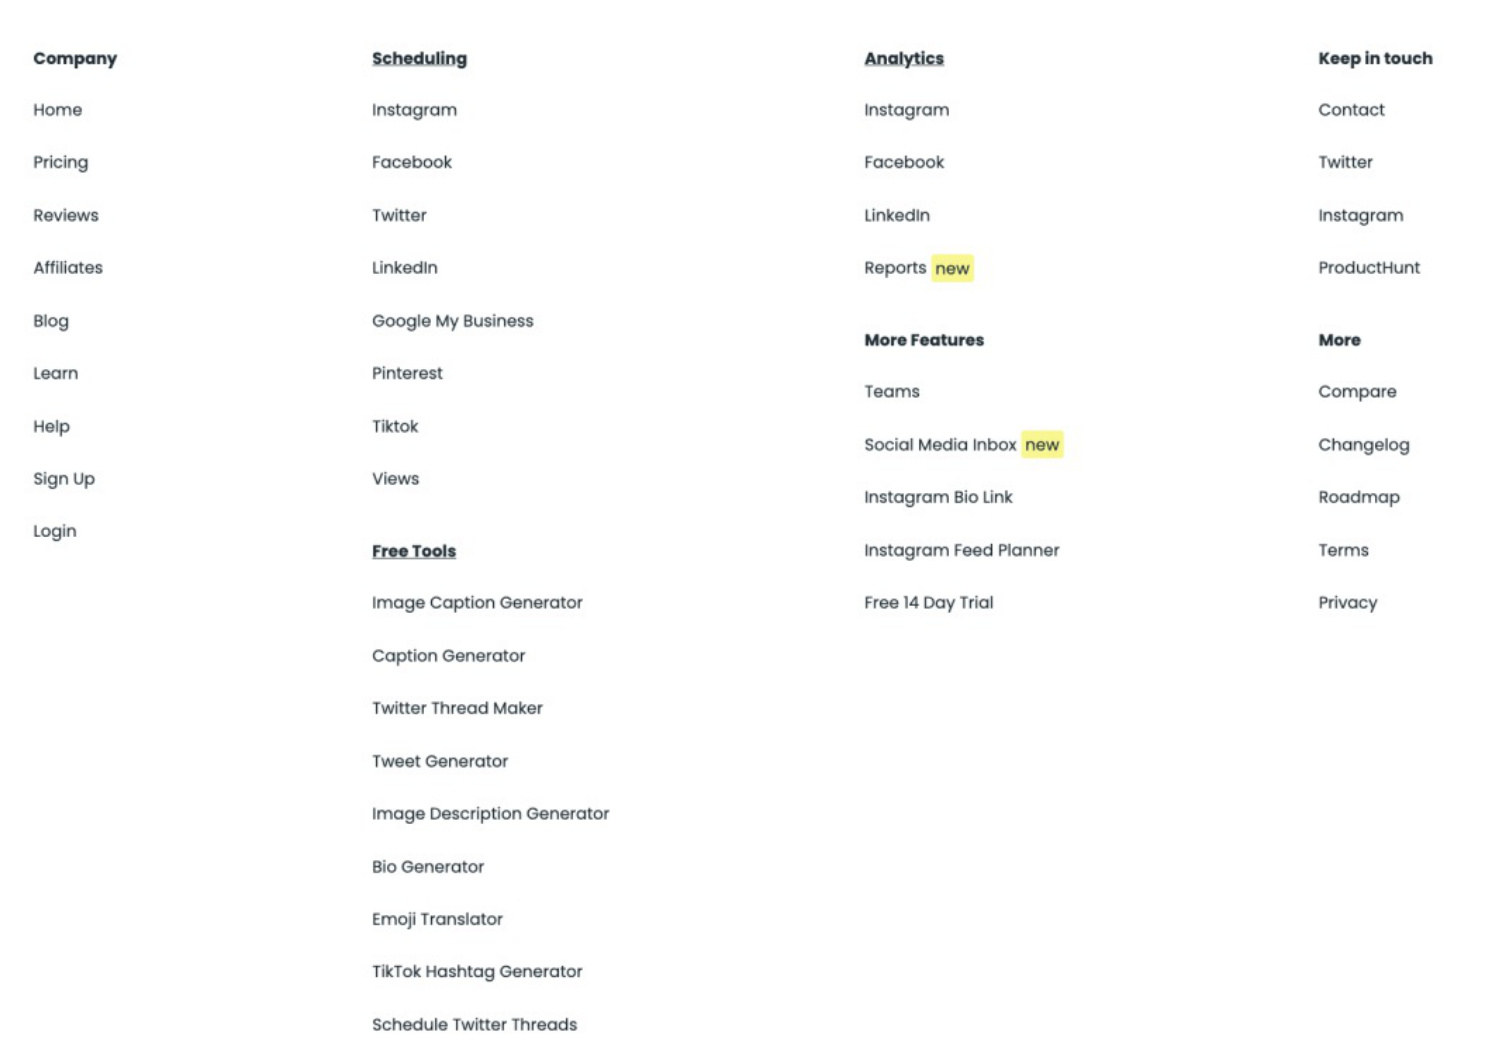 Company
Home
Pricing
Reviews
Affiliates
Blog
Learn
Help
Sign Up
Login
Scheduling
Instagram
Facebook
Twitter
LinkedIn
Google My Business
Pinterest
Tiktok
Views
Free Tools
Image Caption Generator
Caption Generator
Twitter Thread Maker
Tweet Generator
Image Description Generator
Bio Generator
Emoji Translator
TikTok Hashtag Generator
Schedule Twitter Threads
Analytics
Instagram
Facebook
LinkedIn
Reports new
More Features
Teams
Social Media Inbox new
Instagram Bio Link
Instagram Feed Planner
Free 14 Day Trial
Keep in touch
Contact
Twitter
Instagram
ProductHunt
More
Compare
Changelog
Roadmap
Terms
Privacy